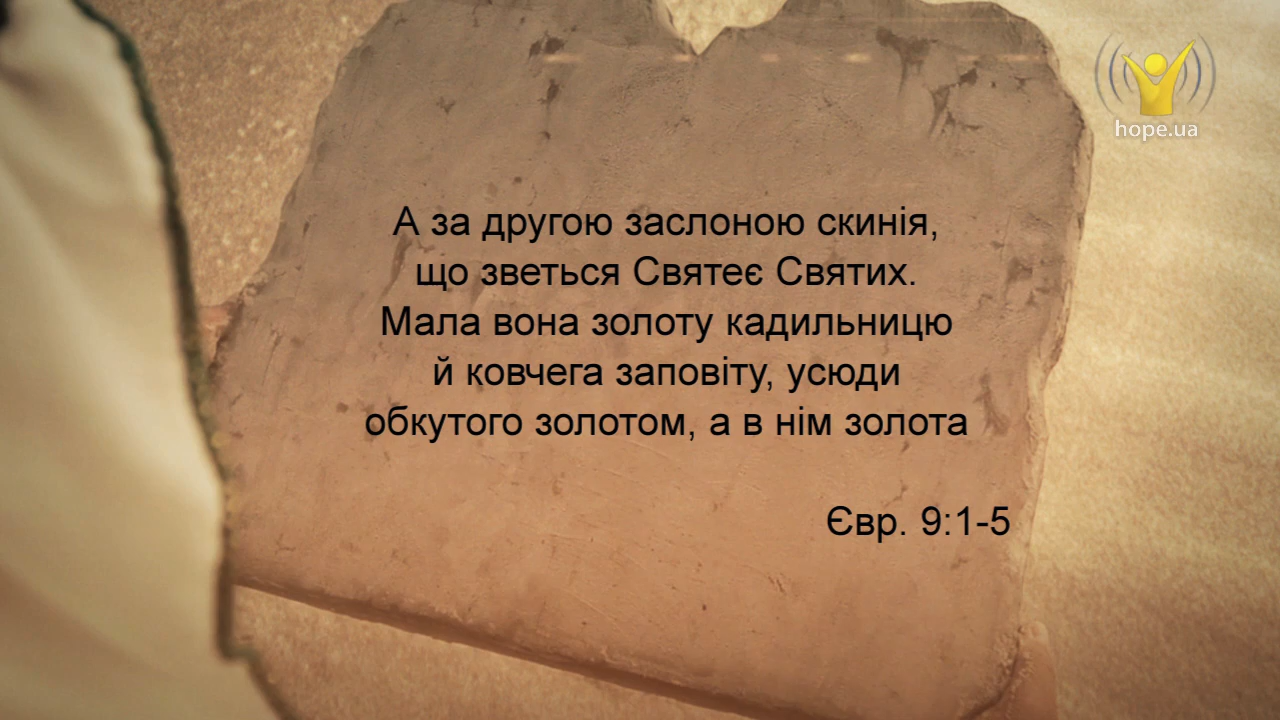 hope.ua
А за другою заслоною скинія,
що зветься Святеє Святих.
Мала вона золоту кадильницю
й ковчега заповіту, усюди
обкутого золотом, а в нім золота
Євр. 9:1-5